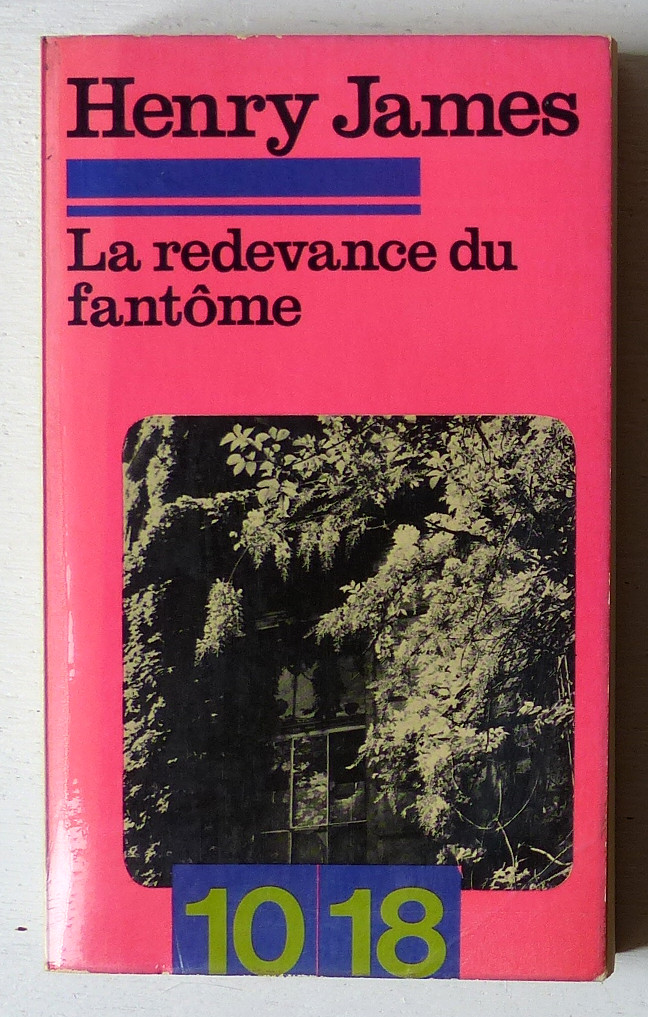 Henry James
La redevance du
fantôme
10 18